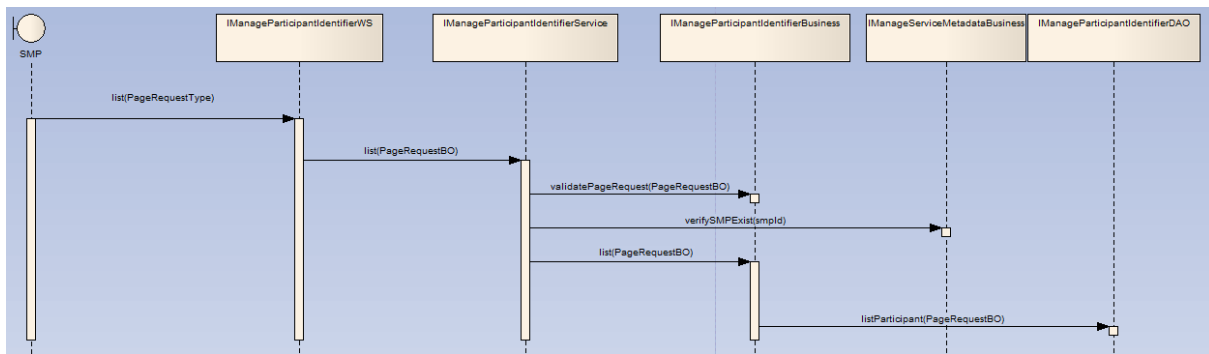 IManageParticipantIdentifierWS
IManageParticipantIdentifierService
IManageParticipantIdentifierBusiness
IManageServiceMetadataBusiness
IManageParticipantIdentifierDAO
SMP
list(PageRequestType)
list(PageRequestBO)
validatePageRequest(PageRequestBO)
verifySMPExist(smpId)
list(PageRequestBO)
listParticipant(PageRequestBO)